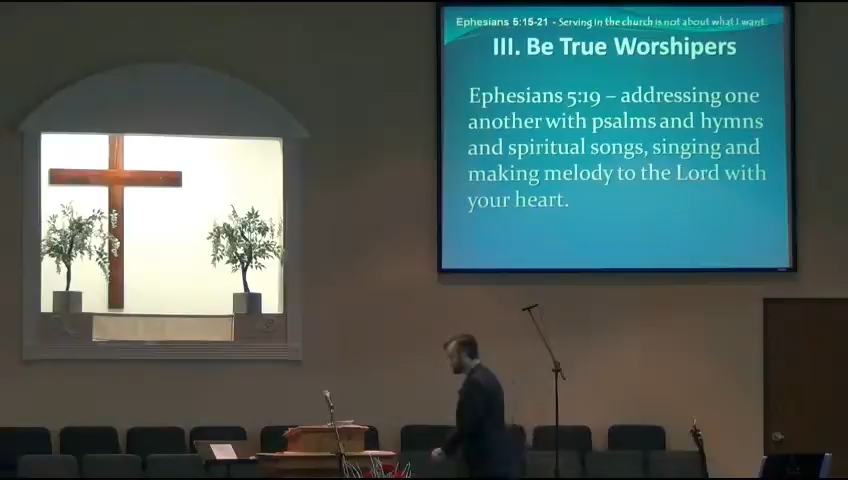 Ephesians 5:15-21 - Serving in the church is not about what I want.
III. Be True Worshipers
Ephesians 5:19 – addressing one
another with psalms and hymns
and spiritual songs, singing and
making melody to the Lord with
your heart.